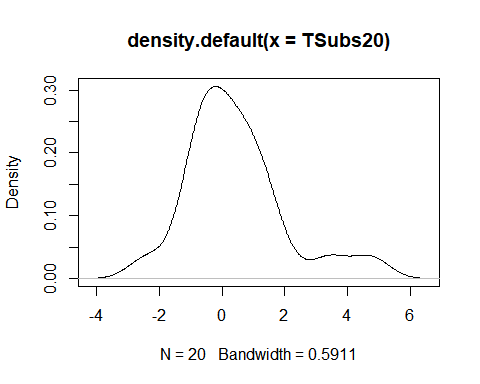 density.default(x = TSubs20)
Density
0.30
0.20
0.10
0.00
-4 -2 0 2 4 6
N = 20 Bandwidth = 0.5911